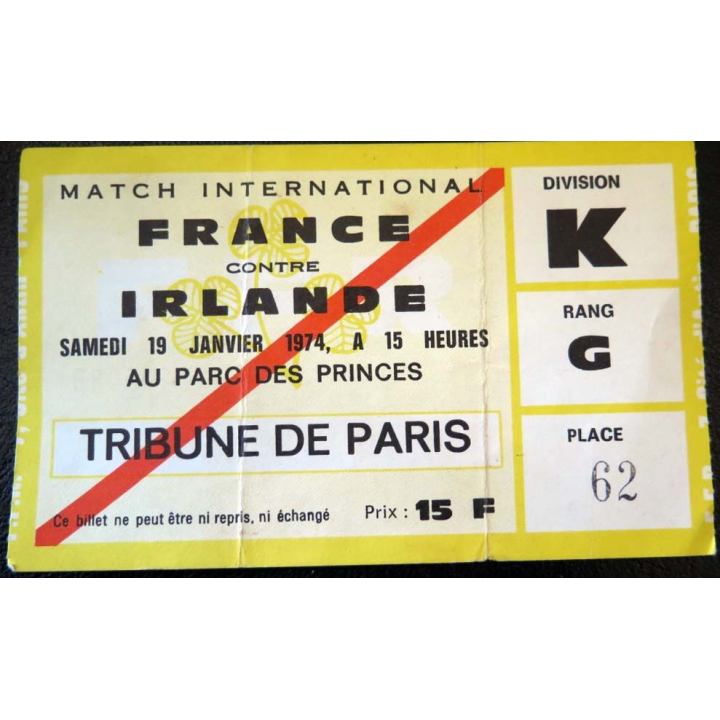 MATCH INTERNATIONAL
FRANCE
CONTRE
IRLANDE
SAMEDI 19 JANVIER 1974, A 15 HEURES
AU PARC DES PRINCES
TRIBUNE DE PARIS
Ce billet ne peut être ni repris, ni échangé
Prix : 15 F
DIVISION
K
RANG
G
PLACE
62